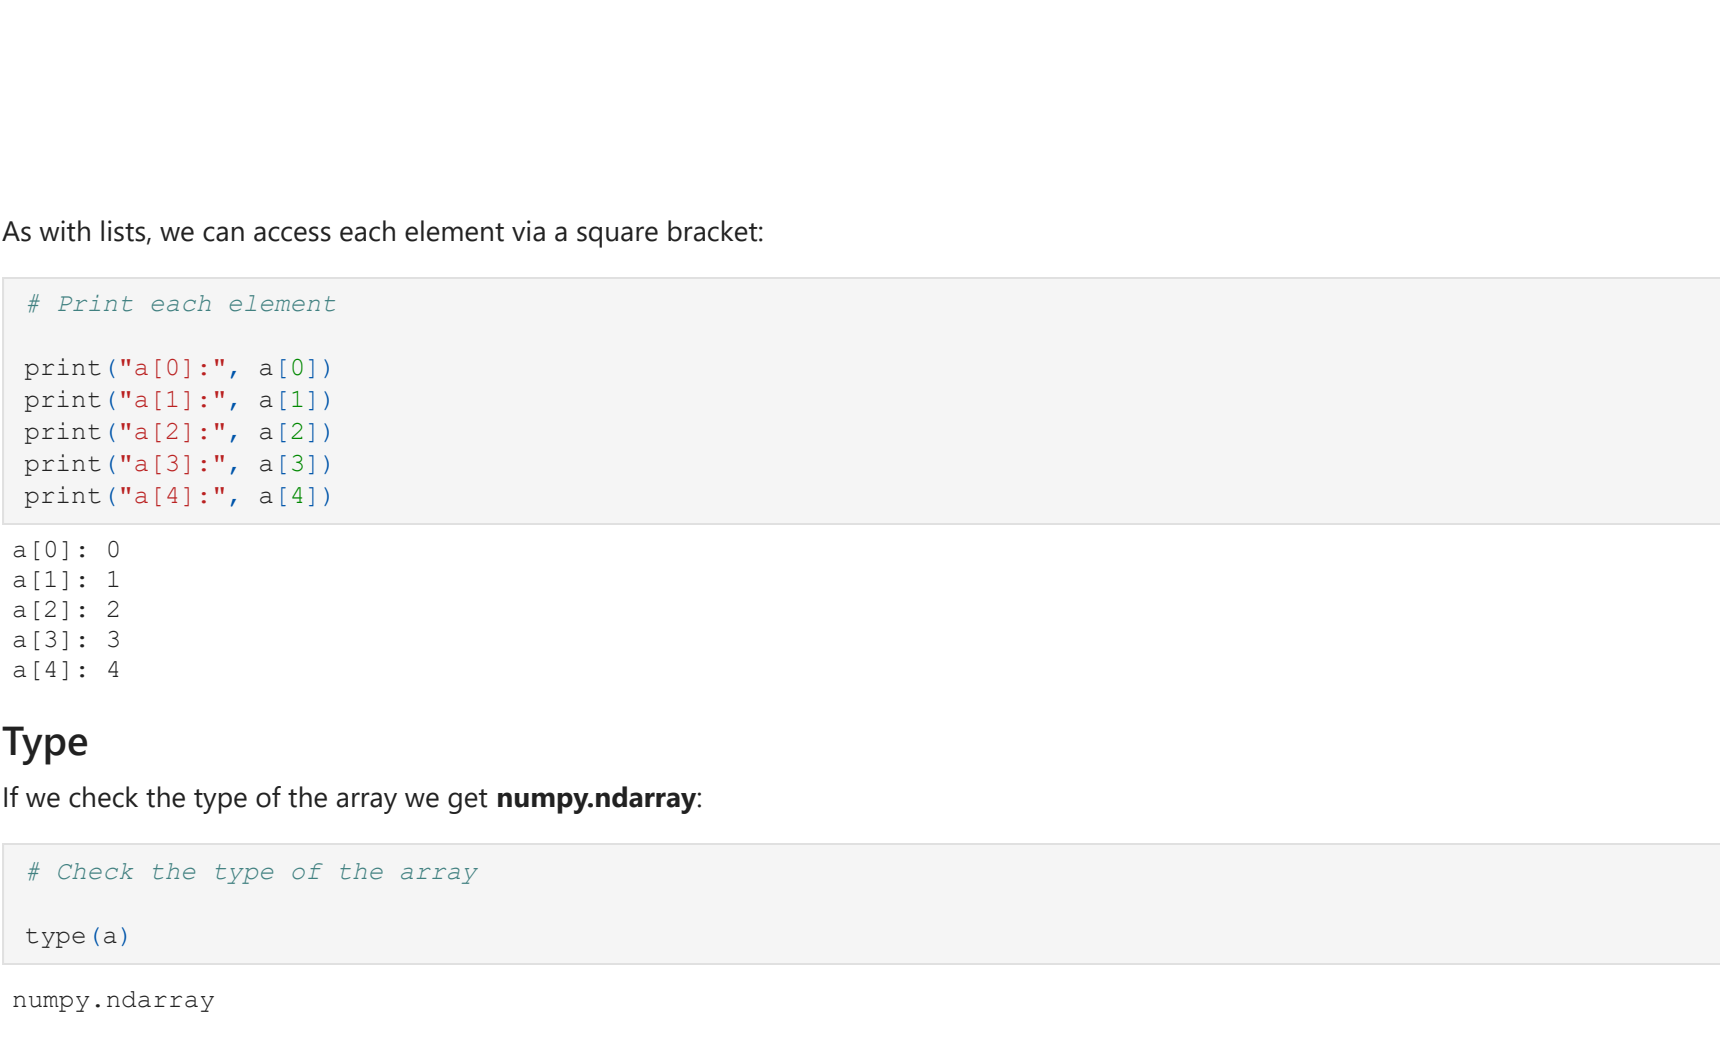 As with lists, we can access each element via a square bracket:
# Print each element
print("a[0]:", a[0])
print("a[1]:", a[1])
print("a[2]:", a[2])
print("a[3]:", a[3])
print("a[4]:", a[4])
a[0]: 0
a[1]: 1
a[2]: 2
a[3]: 3
a[4]: 4
Type
If we check the type of the array we get numpy.ndarray:
# Check the type of the array
type(a)
numpy.ndarray